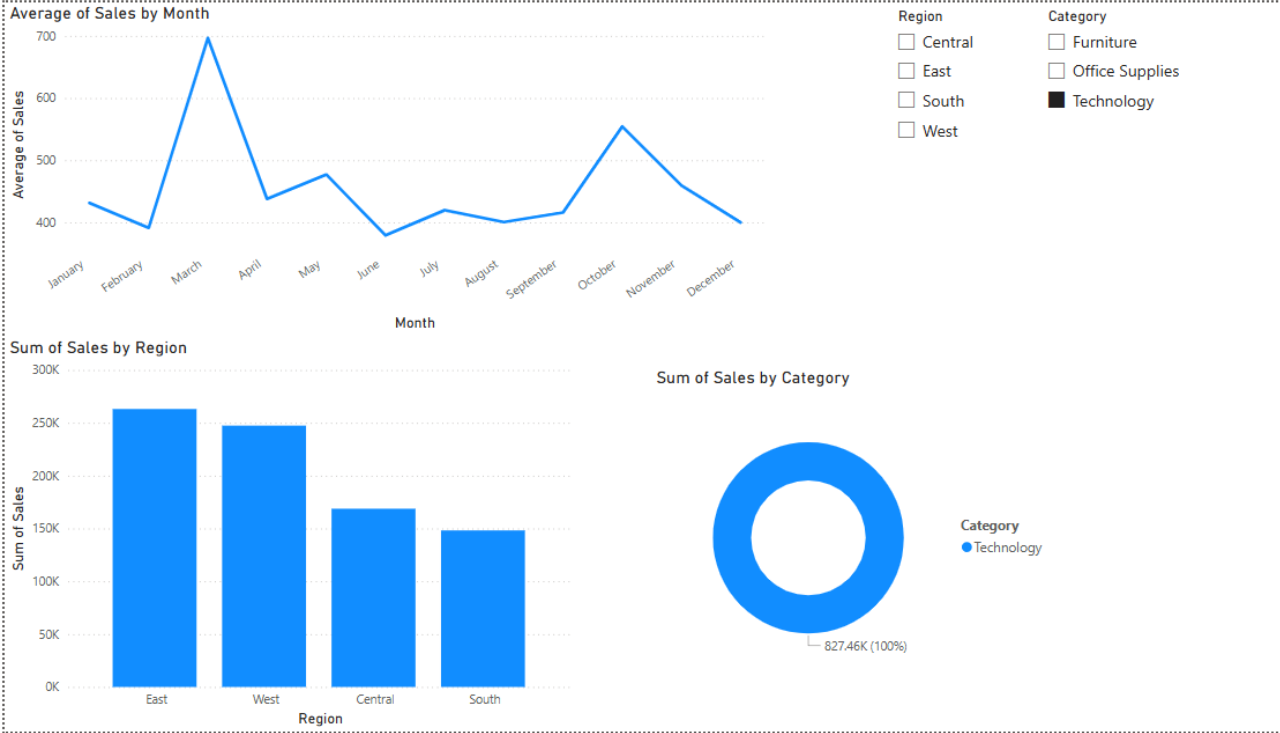 Average of Sales by Month
700
600
500
400
Average of Sales
January
February
March
April
May
June
July
August
September
October
November
December
Month
Region
Central
East
South
West
Category
Furniture
Office Supplies
Technology
Sum of Sales by Region
300K
250K
200K
150K
100K
50K
0K
Sum of Sales
East
West
Central
South
Region
Sum of Sales by Category
827.46K (100%)
Category
Technology